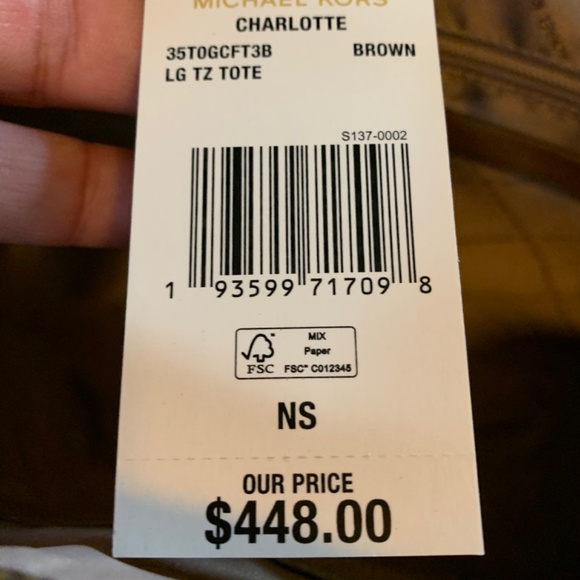 MICHAEL KORS
CHARLOTTE
35T0GCFT3B BROWN
LG TZ TOTE
S137-0002
1 93599 71709 8
FSC™
MIX
Paper
FSC® C012345
NS
OUR PRICE
$448.00